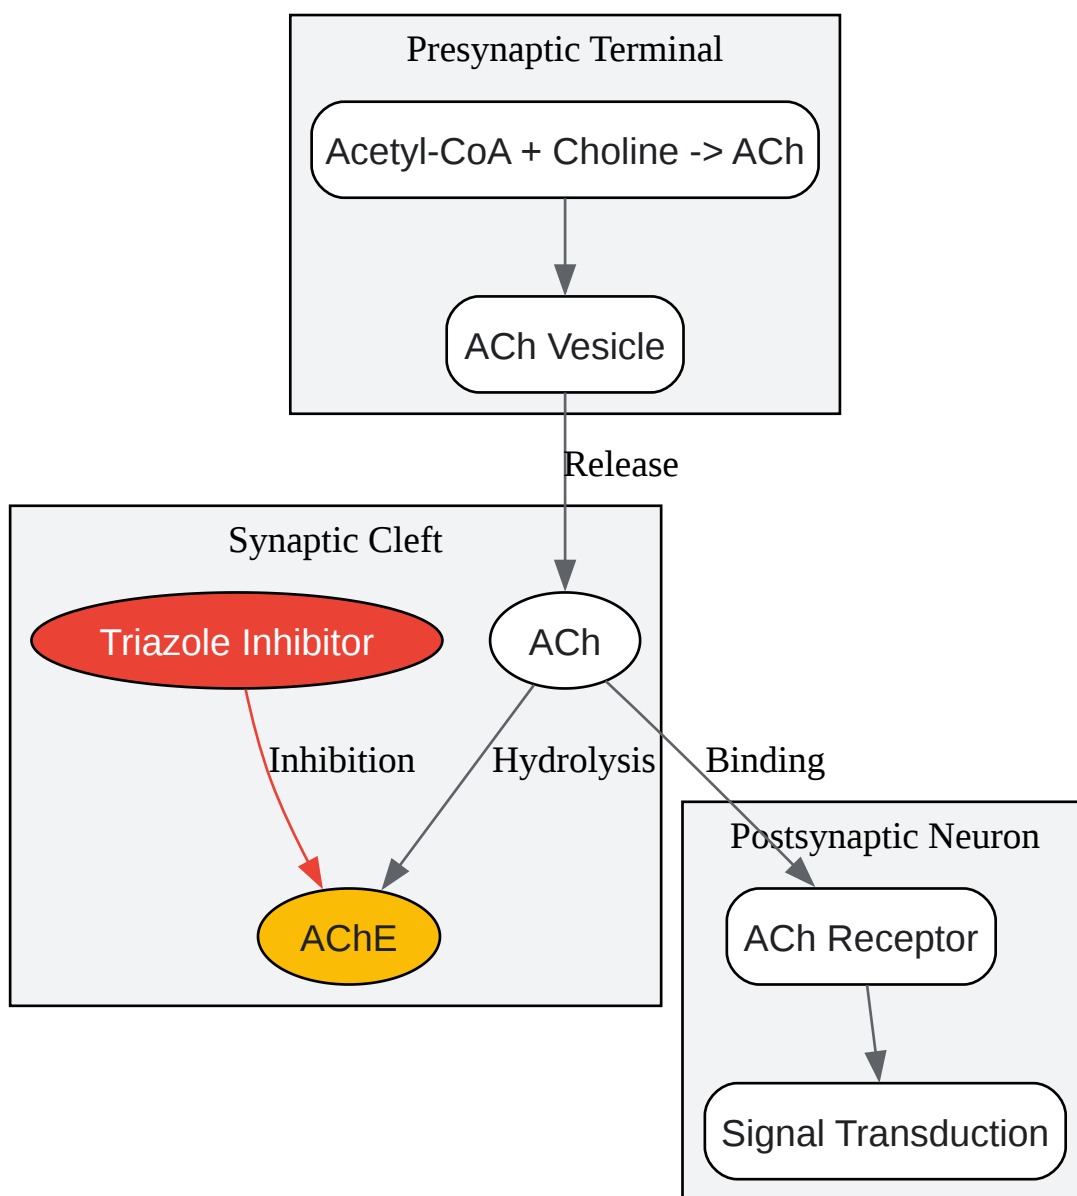 Presynaptic Terminal
Acetyl-CoA + Choline -> ACh
ACh Vesicle
Release
Synaptic Cleft
Triazole Inhibitor
ACh
Inhibition
Hydrolysis
Binding
Postsynaptic Neuron
AChE
ACh Receptor
Signal Transduction